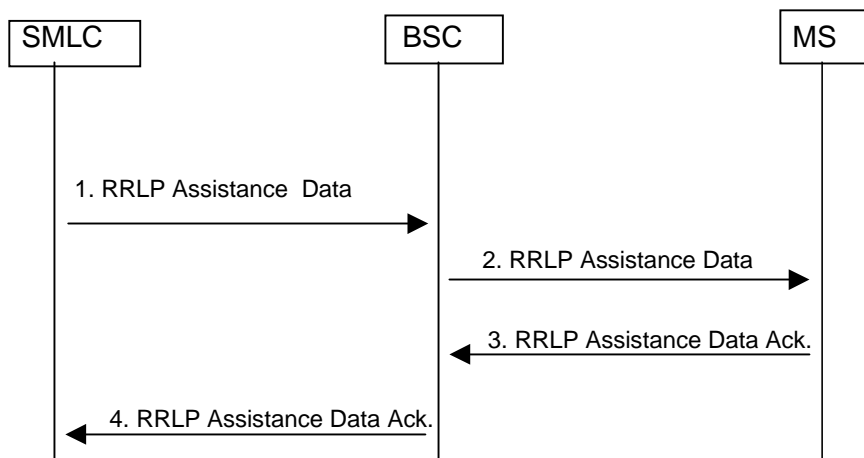 SMLC
BSC
MS
1. RRLP Assistance  Data
2. RRLP Assistance Data
3. RRLP Assistance Data Ack.
4. RRLP Assistance Data Ack.